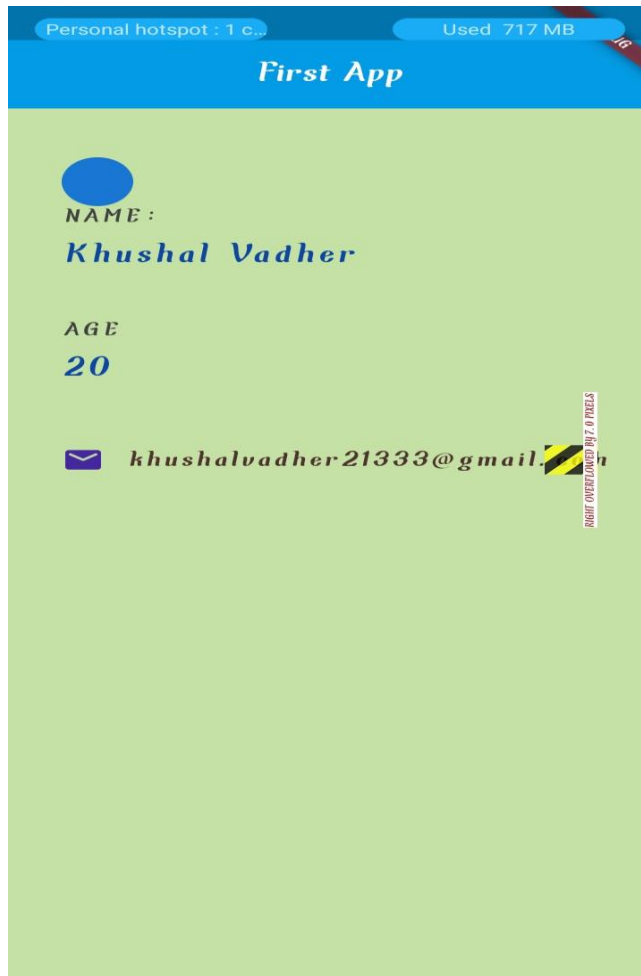 Personal hotspot : 1 c...
Used 717 MB
First App
NAME :
Khushal Vadher
AGE
20
khushalvadher21333@gmail.com
RIGHT OVERFLOWED BY 7.0 PIXELS